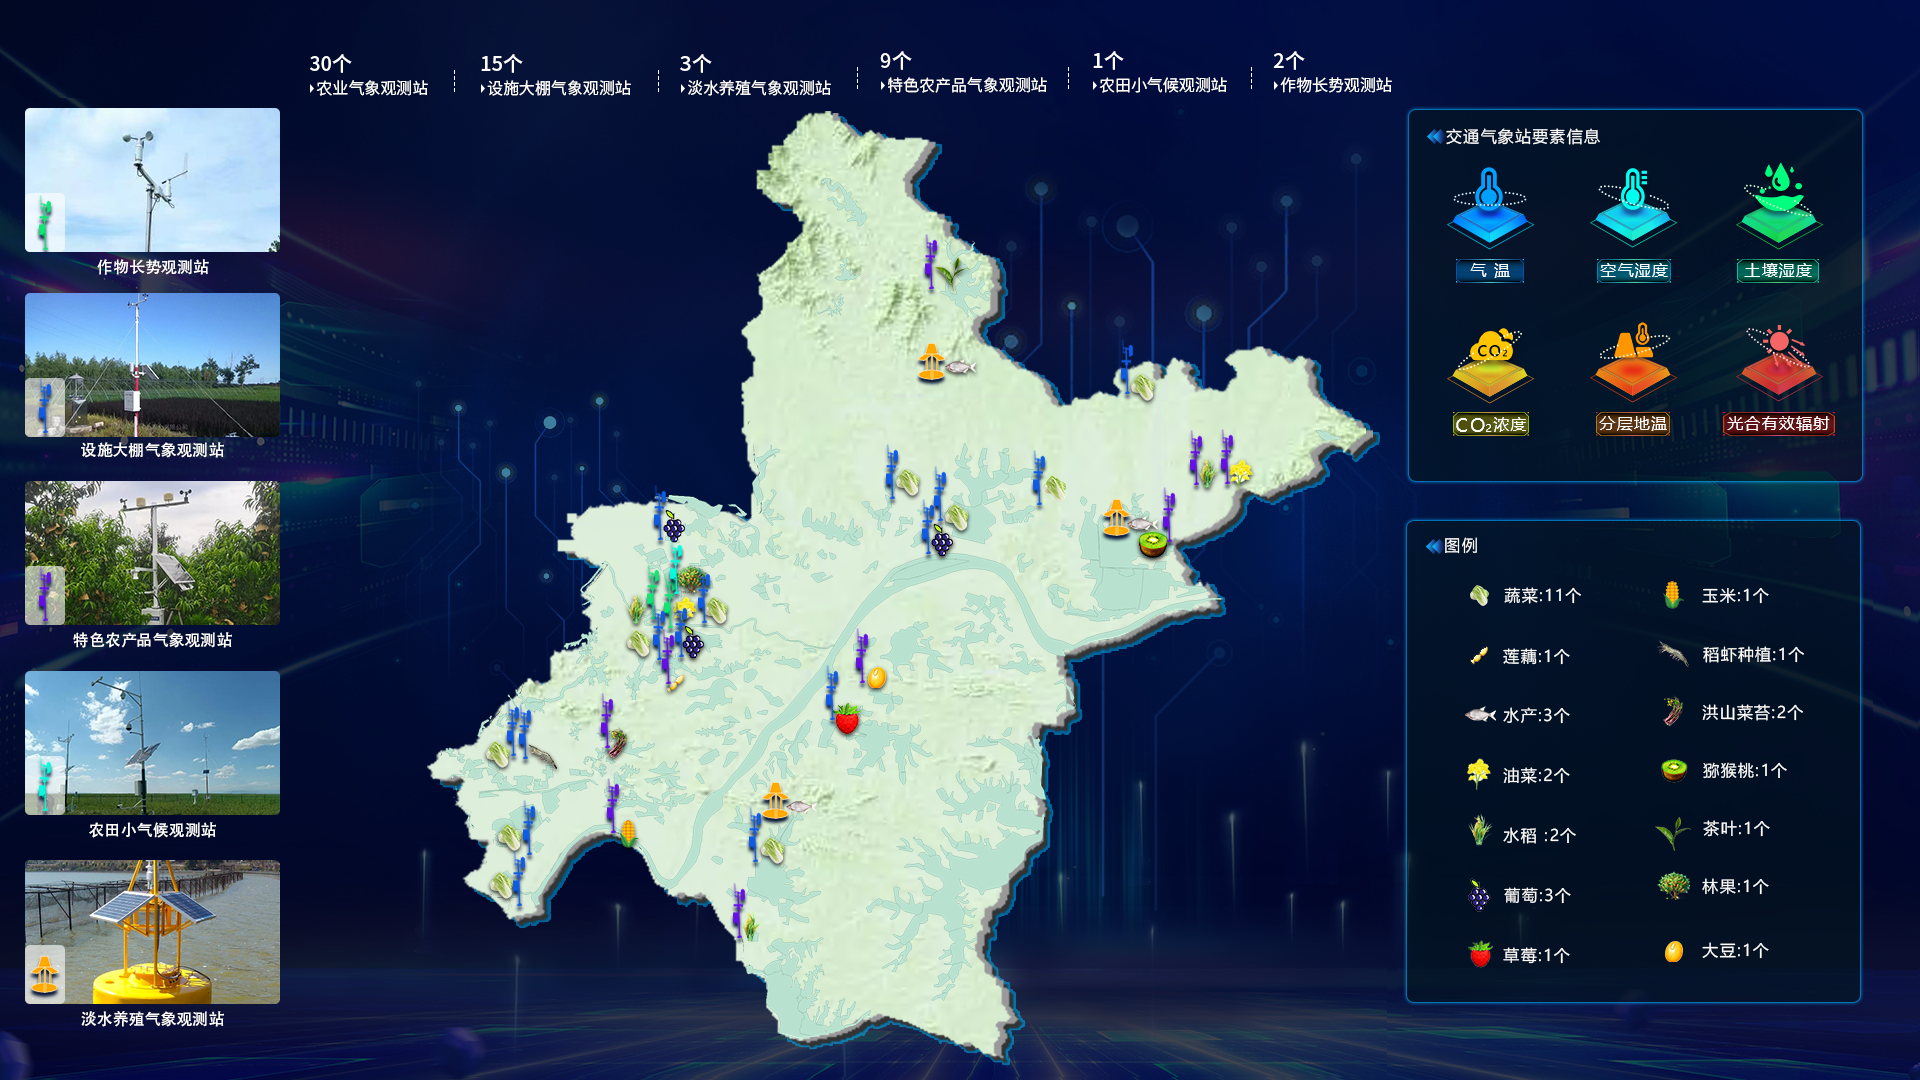 30个
农业气象观测站
15个
设施大棚气象观测站
3个
淡水养殖气象观测站
9个
特色农产品气象观测站
1个
农田小气候观测站
2个
作物长势观测站
作物长势观测站
设施大棚气象观测站
特色农产品气象观测站
农田小气候观测站
淡水养殖气象观测站
交通气象站要素信息
气 温
空气湿度
土壤湿度
CO₂
CO₂浓度
分层地温
光合有效辐射
图例
蔬菜:11个
玉米:1个
莲藕:1个
稻虾种植:1个
水产:3个
洪山菜苔:2个
油菜:2个
猕猴桃:1个
水稻 :2个
茶叶:1个
葡萄:3个
林果:1个
草莓:1个
大豆:1个